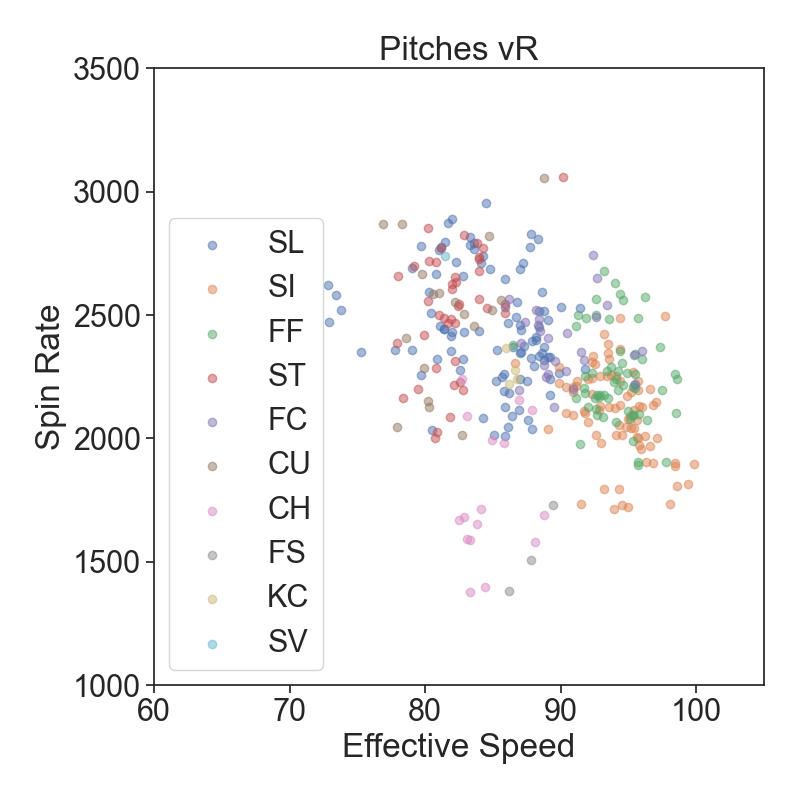 Pitches vR
3500
3000
2500
2000
1500
1000
Spin Rate
SL
SI
FF
ST
FC
CU
CH
FS
KC
SV
60
70
80
90
100
Effective Speed